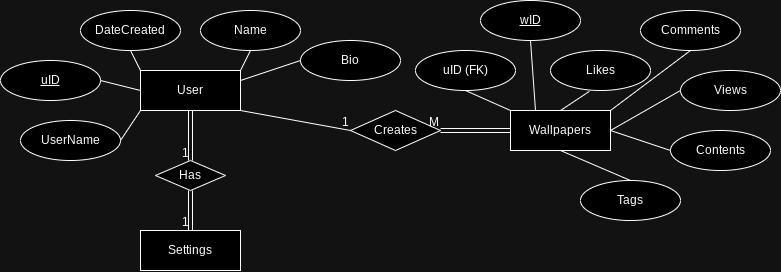 DateCreated
Name
wID
Comments
Bio
uID (FK)
Likes
uID
User
Views
1
Creates
M
Wallpapers
UserName
Contents
1
Has
Tags
1
Settings